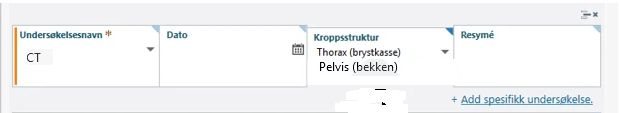 Undersøkelsesnavn *
CT
Dato
Kroppsstruktur
Thorax (brystkasse)
Pelvis (bekken)
Resymé
+ Add spesifikk undersøkelse.